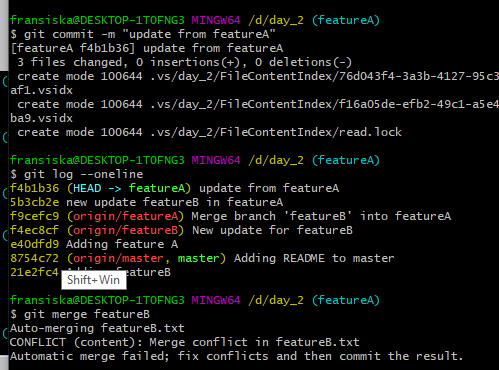 fransiska@DESKTOP-1TOFNG3 MINGW64 /d/day_2 (featureA)
$ git commit -m "update from featureA"
[featureA f4b1b36] update from featureA
3 files changed, 0 insertions(+), 0 deletions(-)
create mode 100644 .vs/day_2/FileContentIndex/76d043f4-3a3b-4127-95c3
af1.vsidx
create mode 100644 .vs/day_2/FileContentIndex/f16a05de-efb2-49c1-a5e4
ba9.vsidx
create mode 100644 .vs/day_2/FileContentIndex/read.lock
fransiska@DESKTOP-1TOFNG3 MINGW64 /d/day_2 (featureA)
$ git log --oneline
f4b1b36 (HEAD -> featureA) update from featureA
5b3cb2e new update featureB in featureA
f9cefc9 (origin/featureA) Merge branch 'featureB' into featureA
f4ec8cf (origin/featureB) New update for featureB
e40dfd9 Adding feature A
8754c72 (origin/master, master) Adding README to master
21e2fc4 featureB
Shift+Win
fransiska@DESKTOP-1TOFNG3 MINGW64 /d/day_2 (featureA)
$ git merge featureB
Auto-merging featureB.txt
CONFLICT (content): Merge conflict in featureB.txt
Automatic merge failed; fix conflicts and then commit the result.